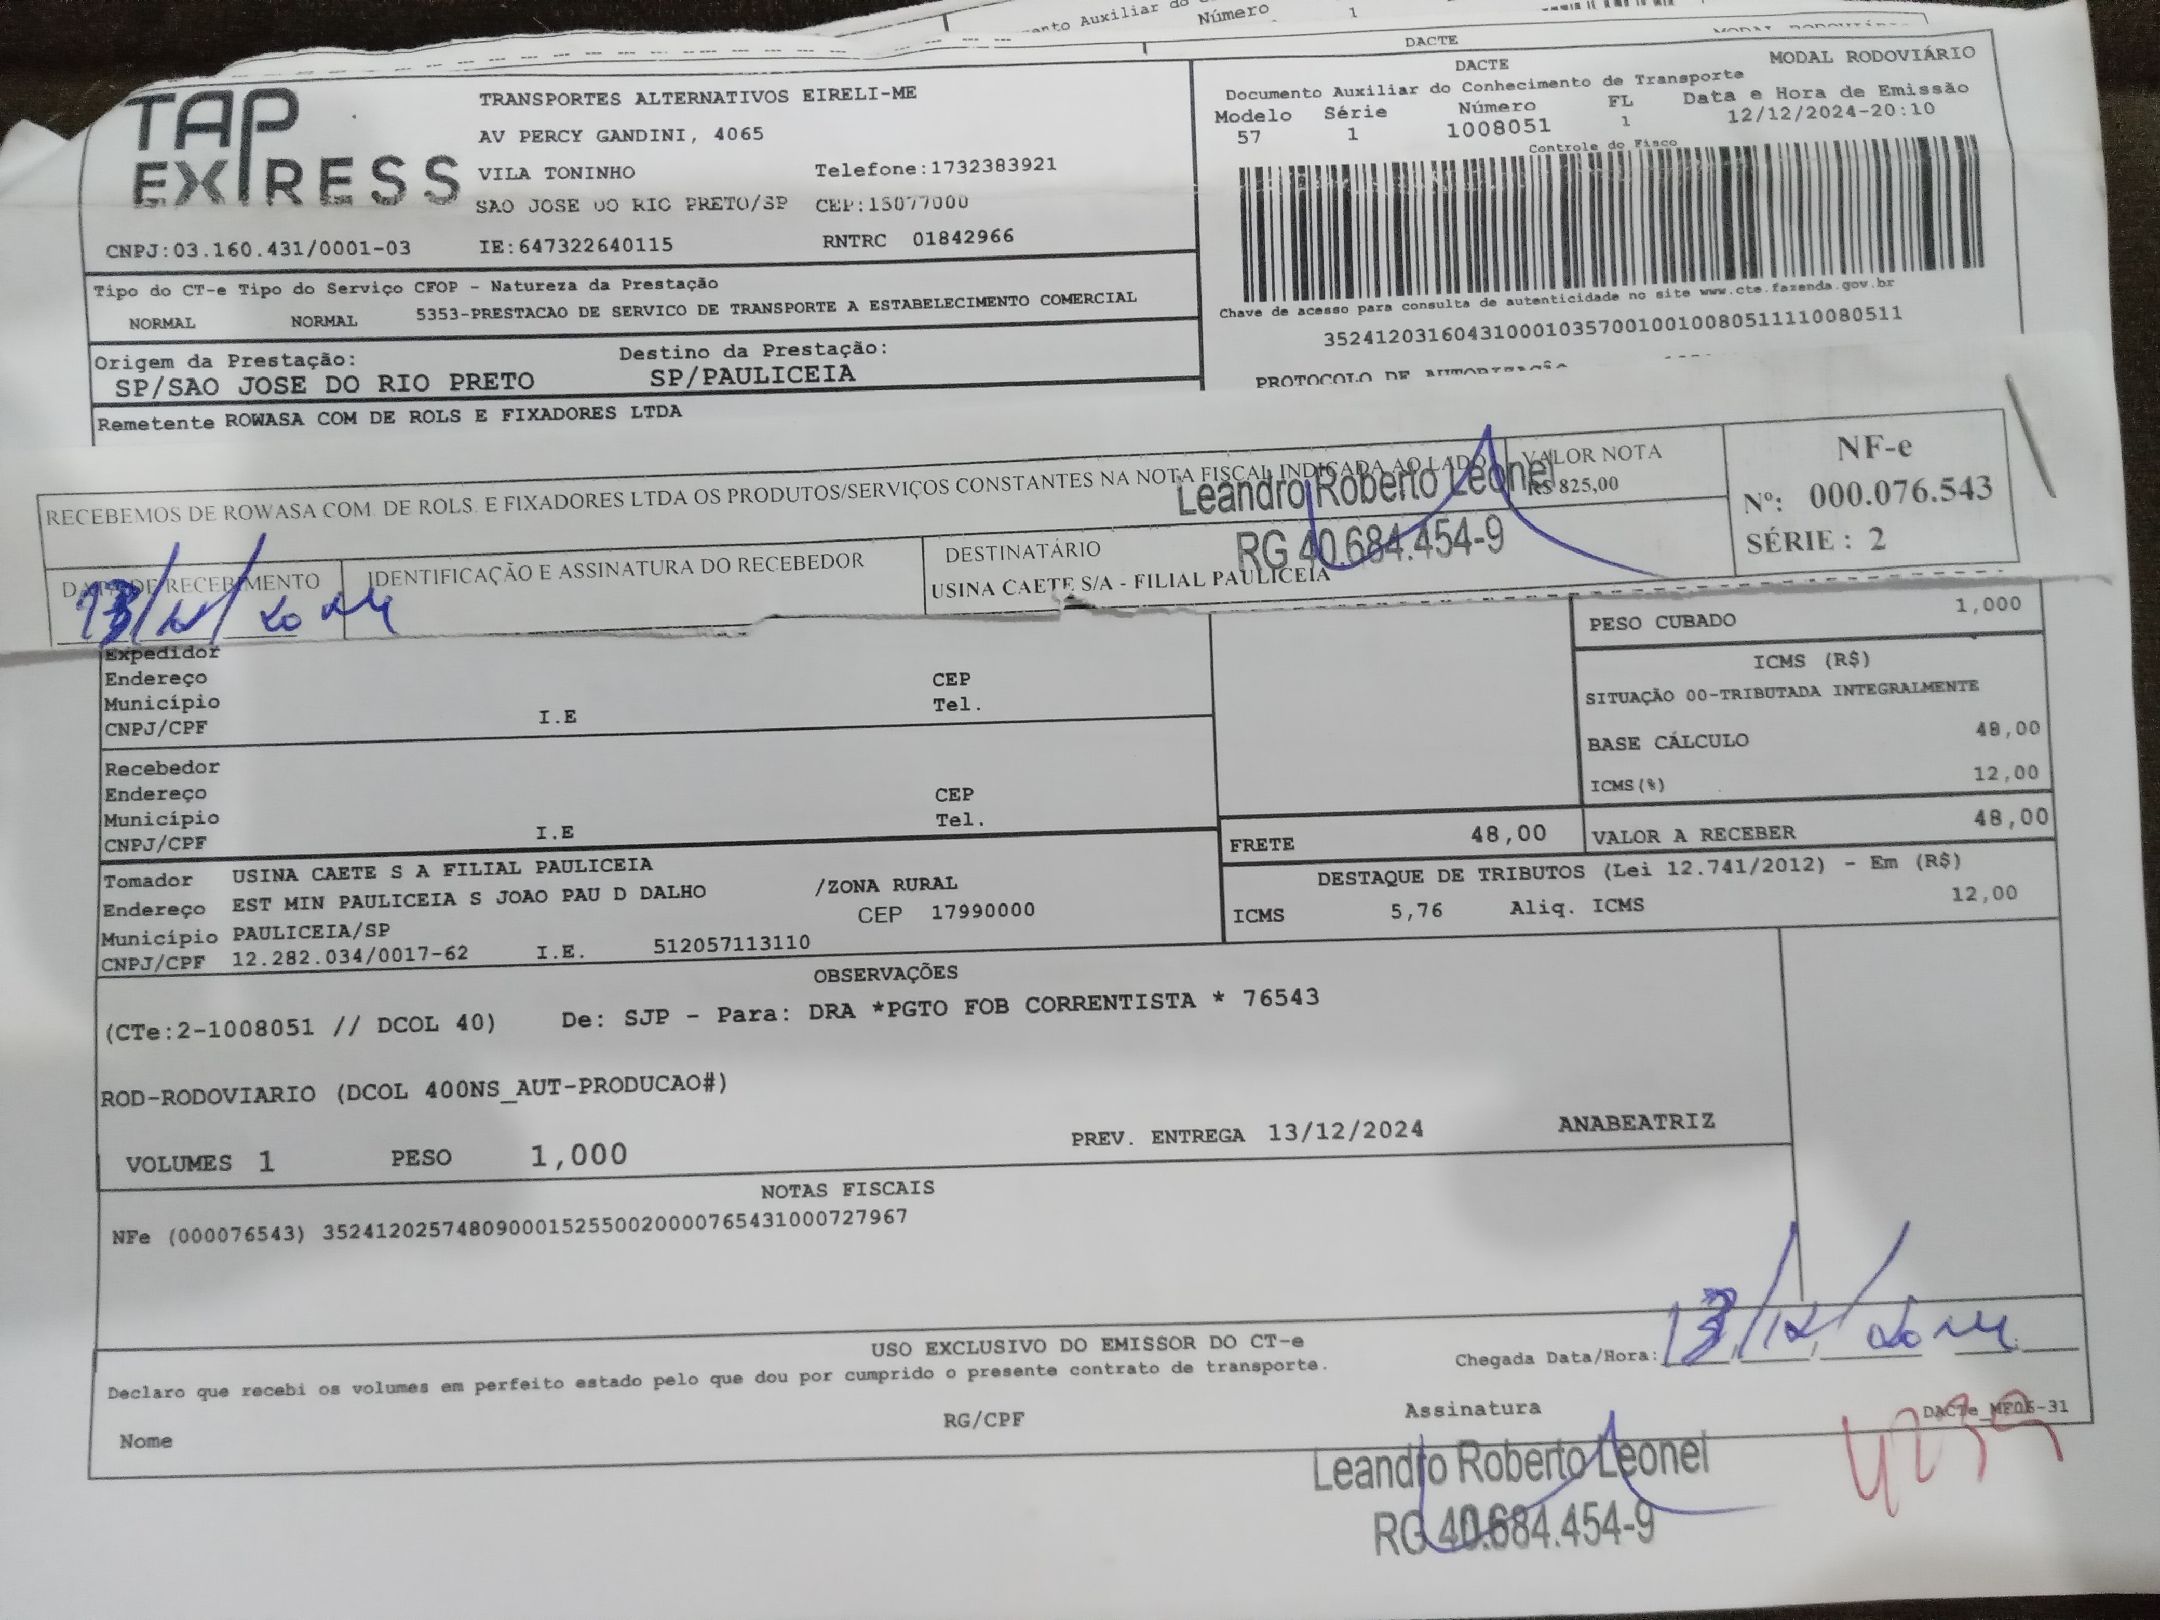 nto Auxiliar do
Número
1
DACTE
TAP EXPRESS
TRANSPORTES ALTERNATIVOS EIRELI-ME
AV PERCY GANDINI, 4065
VILA TONINHO Telefone:1732383921
SAO JOSE DO RIO PRETO/SP CEP:15077000
CNPJ:03.160.431/0001-03 IE:647322640115 RNTRC 01842966
DACTE MODAL RODOVIÁRIO
Documento Auxiliar do Conhecimento de Transporte
Modelo Série Número FL Data e Hora de Emissão
57 1 1008051 1 12/12/2024-20:10
Controle do Fisco
Chave de acesso para consulta de autenticidade no site www.cte.fazenda.gov.br
35241203160431000103570010010080511110080511
PROTOCOLO DE AUTORIZAÇÃO
Tipo do CT-e Tipo do Serviço CFOP - Natureza da Prestação
NORMAL NORMAL 5353-PRESTACAO DE SERVICO DE TRANSPORTE A ESTABELECIMENTO COMERCIAL
Origem da Prestação: Destino da Prestação:
SP/SAO JOSE DO RIO PRETO SP/PAULICEIA
Remetente ROWASA COM DE ROLS E FIXADORES LTDA
RECEBEMOS DE ROWASA COM. DE ROLS. E FIXADORES LTDA OS PRODUTOS/SERVIÇOS CONSTANTES NA NOTA FISCAL INDICADA AO LADO
VALOR NOTA
R$ 825,00
NF-e
Nº: 000.076.543
SÉRIE : 2
Leandro Roberto Leonel
RG 40.684.454-9
DATA DE RECEBIMENTO IDENTIFICAÇÃO E ASSINATURA DO RECEBEDOR
DESTINATÁRIO
USINA CAETE S/A - FILIAL PAULICEIA
13/12/2024
Expedidor
Endereço CEP
Município Tel.
CNPJ/CPF I.E
Recebedor
Endereço CEP
Município Tel.
CNPJ/CPF I.E
PESO CUBADO 1,000
ICMS (R$)
SITUAÇÃO 00-TRIBUTADA INTEGRALMENTE
BASE CÁLCULO 48,00
ICMS(%) 12,00
FRETE 48,00 VALOR A RECEBER 48,00
DESTAQUE DE TRIBUTOS (Lei 12.741/2012) - Em (R$)
ICMS 5,76 Aliq. ICMS 12,00
Tomador USINA CAETE S A FILIAL PAULICEIA
Endereço EST MIN PAULICEIA S JOAO PAU D DALHO /ZONA RURAL
Município PAULICEIA/SP CEP 17990000
CNPJ/CPF 12.282.034/0017-62 I.E. 512057113110
OBSERVAÇÕES
(CTe:2-1008051 // DCOL 40) De: SJP - Para: DRA *PGTO FOB CORRENTISTA * 76543
ROD-RODOVIARIO (DCOL 400NS_AUT-PRODUCAO#)
VOLUMES 1 PESO 1,000 PREV. ENTREGA 13/12/2024 ANABEATRIZ
NOTAS FISCAIS
NFe (000076543) 35241202574809000152550020000765431000727967
USO EXCLUSIVO DO EMISSOR DO CT-e
Declaro que recebi os volumes em perfeito estado pelo que dou por cumprido o presente contrato de transporte.
Chegada Data/Hora: 13/12/2024
Nome RG/CPF Assinatura
Leandro Roberto Leonel
RG 40.684.454-9